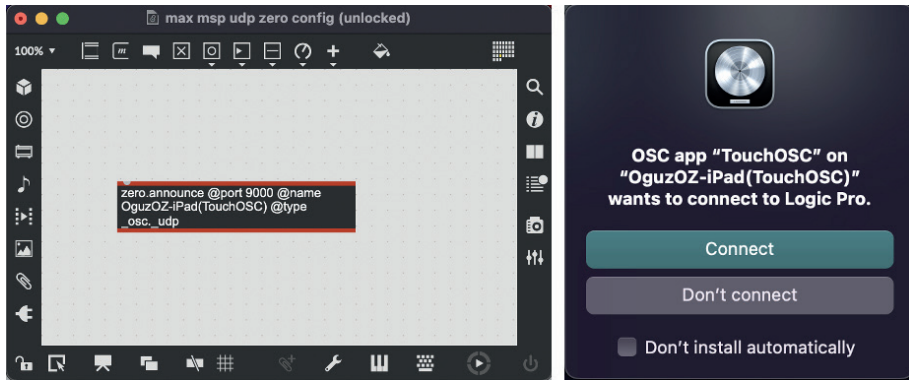 max msp udp zero config (unlocked)
100%
zero.announce @port 9000 @name
OguzOZ-iPad(TouchOSC) @type
_osc._udp
OSC app “TouchOSC” on
“OguzOZ-iPad(TouchOSC)”
wants to connect to Logic Pro.
Connect
Don’t connect
Don’t install automatically